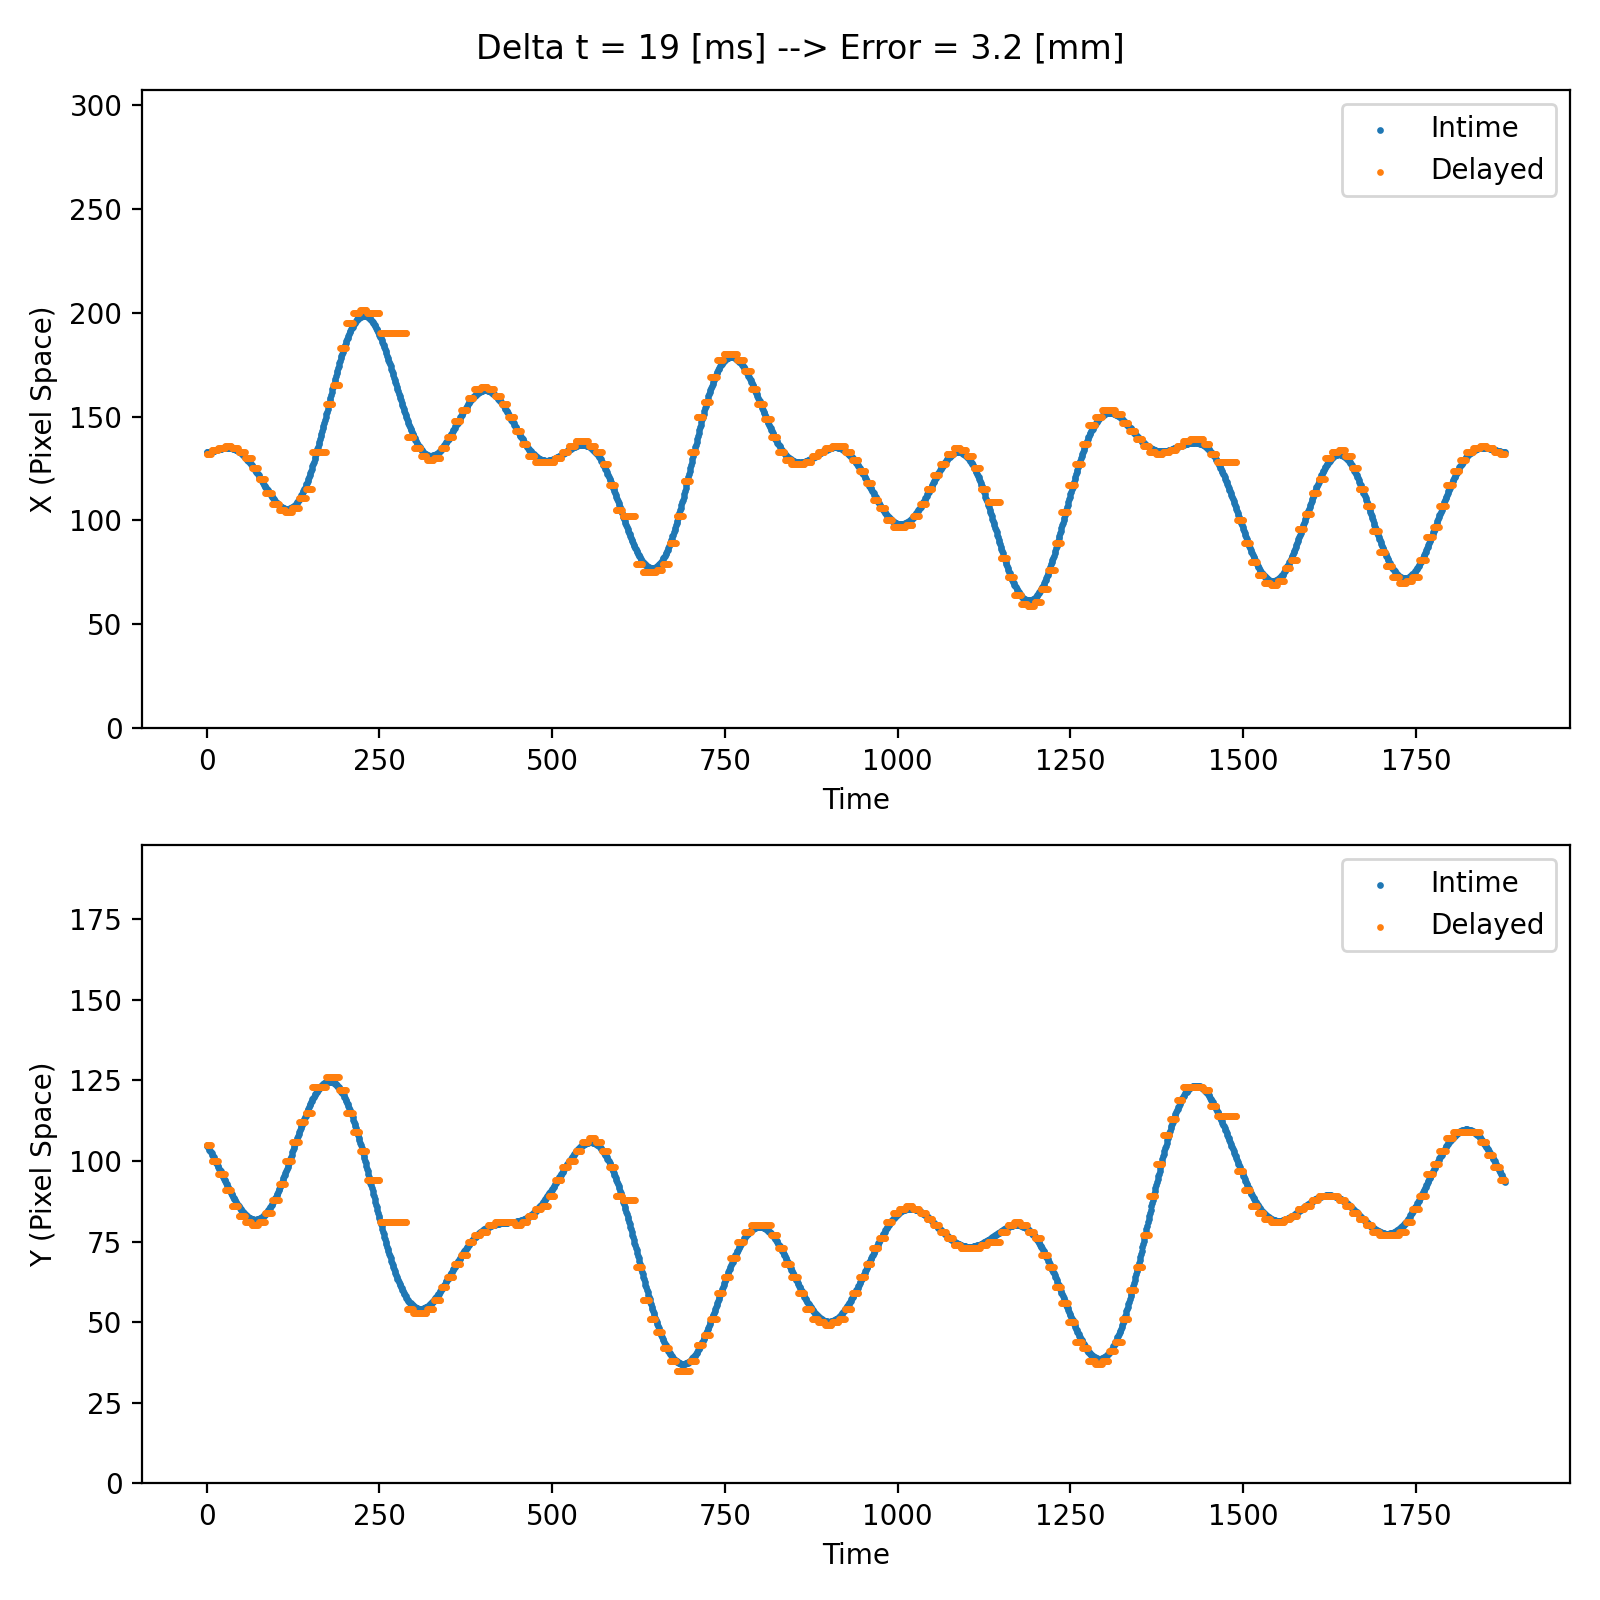 Delta t = 19 [ms] --> Error = 3.2 [mm]
300
250
200
150
100
50
0
X (Pixel Space)
Intime
Delayed
0 250 500 750 1000 1250 1500 1750
Time
175
150
125
100
75
50
25
0
Y (Pixel Space)
Intime
Delayed
0 250 500 750 1000 1250 1500 1750
Time